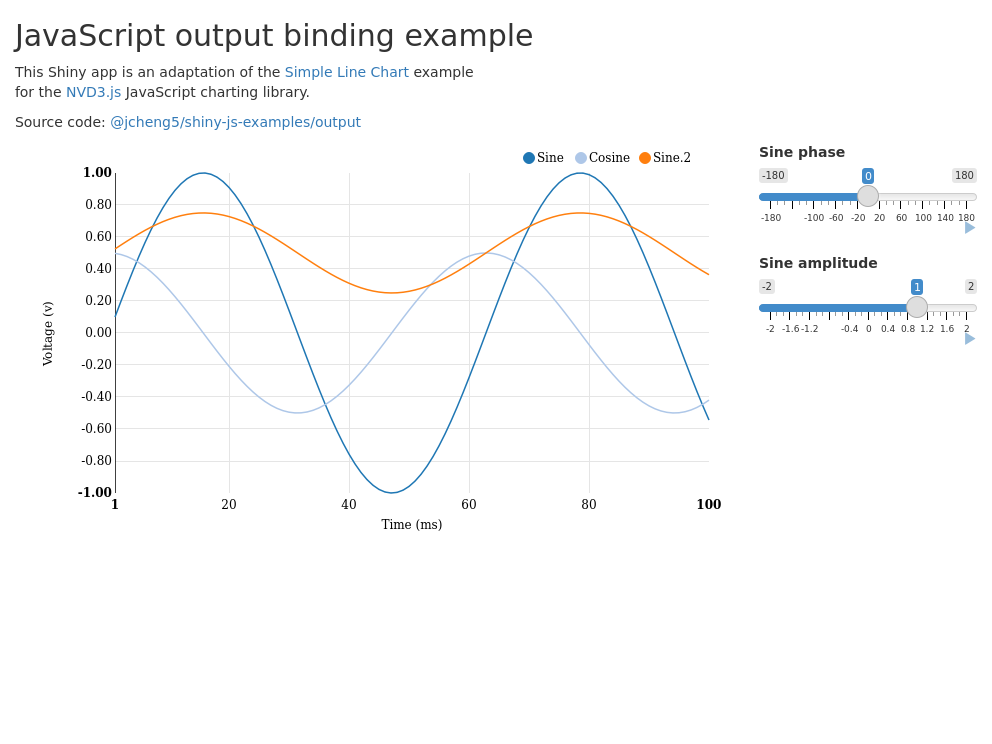 JavaScript output binding example
This Shiny app is an adaptation of the Simple Line Chart example
for the NVD3.js JavaScript charting library.
Source code: @jcheng5/shiny-js-examples/output
Sine Cosine Sine.2
1.00
0.80
0.60
0.40
0.20
0.00
-0.20
-0.40
-0.60
-0.80
-1.00
Voltage (v)
1 20 40 60 80 100
Time (ms)
Sine phase
-180 0 180
-180 -100 -60 -20 20 60 100 140 180
Sine amplitude
-2 1 2
-2 -1.6 -1.2 -0.4 0 0.4 0.8 1.2 1.6 2